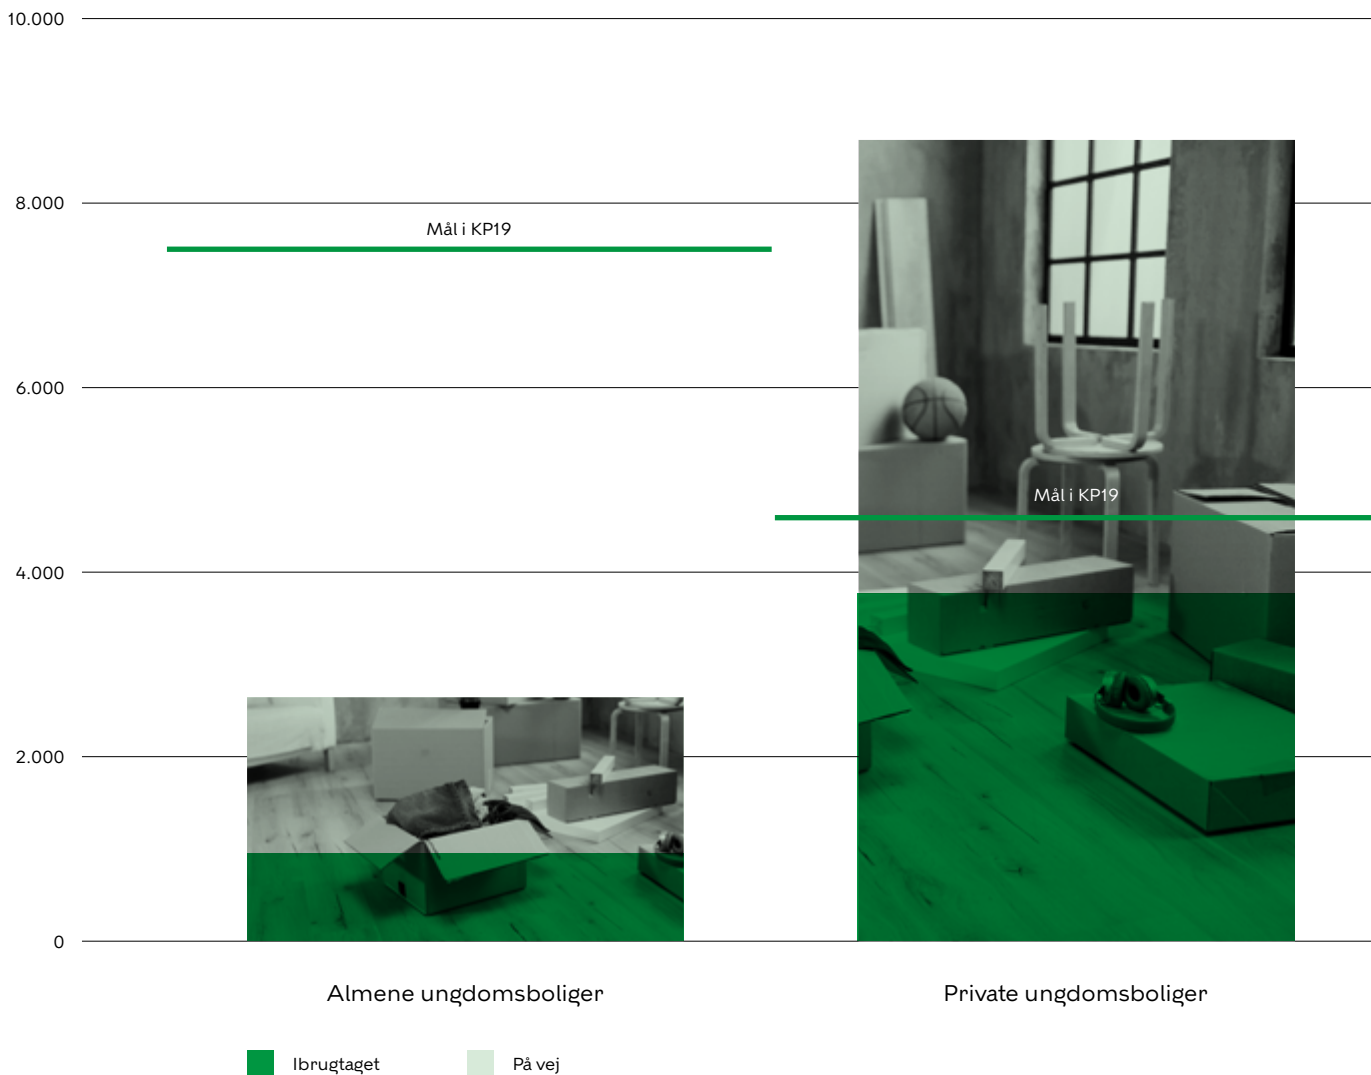 10.000
8.000
Mål i KP19
6.000
Mål i KP19
4.000
2.000
0
Almene ungdomsboliger
Private ungdomsboliger
Ibrugtaget
På vej